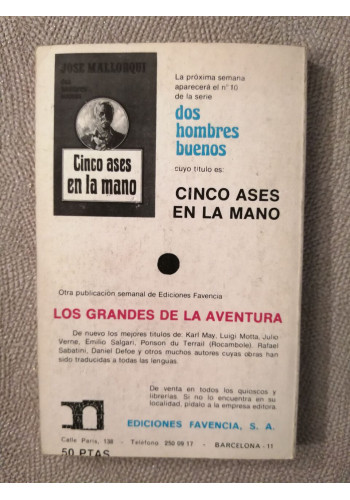 JOSE MALLORQUI
dos
hombres
buenos
Cinco ases
en la mano
La próxima semana
aparecerá el n° 10
de la serie
dos
hombres
buenos
cuyo título es:
CINCO ASES
EN LA MANO
Otra publicación semanal de Ediciones Favencia
LOS GRANDES DE LA AVENTURA
De nuevo los mejores títulos de: Karl May, Luigi Motta, Julio
Verne, Emilio Salgari, Ponson du Terrail (Rocambole), Rafael
Sabatini, Daniel Defoe y otros muchos autores cuyas obras han
sido traducidas a todas las lenguas.
De venta en todos los quioscos y
librerías. Si no lo encuentra en su
localidad, pídalo a la empresa editora.
EDICIONES FAVENCIA, S. A.
Calle París, 138 - Teléfono 250 09 17 - BARCELONA - 11
50 PTAS